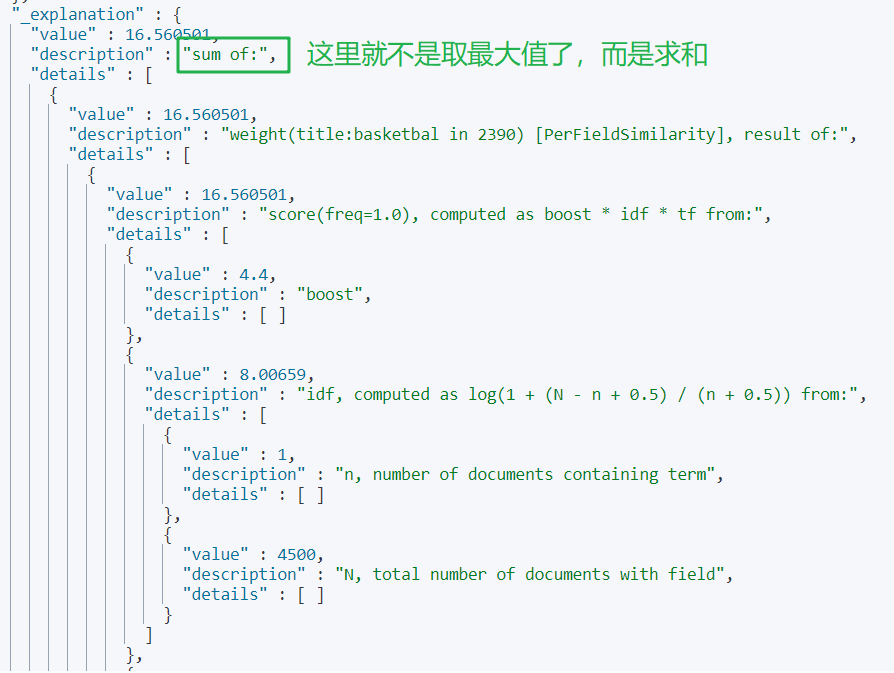 "_explanation" : {
"value" : 16.560501,
"description" : "sum of:", 这里就不是取最大值了，而是求和
"details" : [
{
"value" : 16.560501,
"description" : "weight(title:basketbal in 2390) [PerFieldSimilarity], result of:",
"details" : [
{
"value" : 16.560501,
"description" : "score(freq=1.0), computed as boost * idf * tf from:",
"details" : [
{
"value" : 4.4,
"description" : "boost",
"details" : [ ]
},
{
"value" : 8.00659,
"description" : "idf, computed as log(1 + (N - n + 0.5) / (n + 0.5)) from:",
"details" : [
{
"value" : 1,
"description" : "n, number of documents containing term",
"details" : [ ]
},
{
"value" : 4500,
"description" : "N, total number of documents with field",
"details" : [ ]
}
]
},